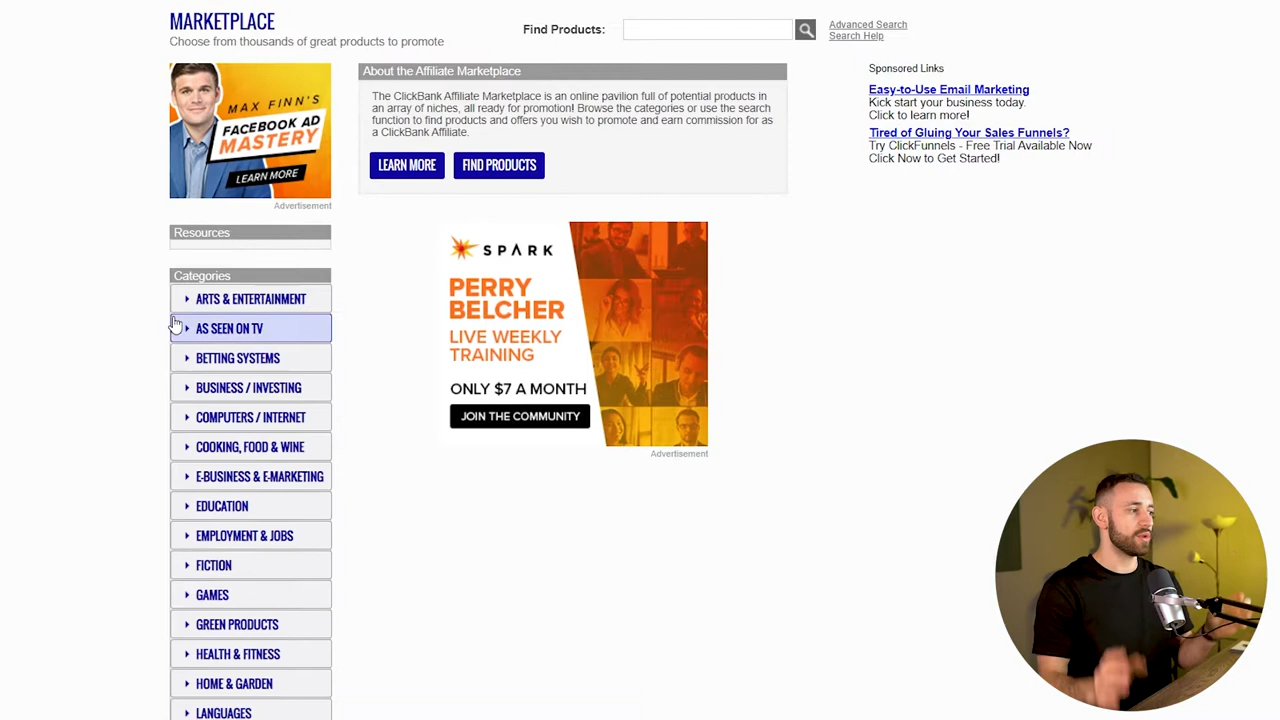 MARKETPLACE
Choose from thousands of great products to promote
Find Products:
Advanced Search
Search Help
MAX FINN'S
FACEBOOK AD
MASTERY
LEARN MORE
Advertisement
About the Affiliate Marketplace
The ClickBank Affiliate Marketplace is an online pavilion full of potential products in
an array of niches, all ready for promotion! Browse the categories or use the search
function to find products and offers you wish to promote and earn commission for as
a ClickBank Affiliate.
LEARN MORE
FIND PRODUCTS
Sponsored Links
Easy-to-Use Email Marketing
Kick start your business today.
Click to learn more!
Tired of Gluing Your Sales Funnels?
Try ClickFunnels - Free Trial Available Now
Click Now to Get Started!
SPARK
PERRY
BELCHER
LIVE WEEKLY
TRAINING
ONLY $7 A MONTH
JOIN THE COMMUNITY
Advertisement
Resources
Categories
ARTS & ENTERTAINMENT
AS SEEN ON TV
BETTING SYSTEMS
BUSINESS / INVESTING
COMPUTERS / INTERNET
COOKING, FOOD & WINE
E-BUSINESS & E-MARKETING
EDUCATION
EMPLOYMENT & JOBS
FICTION
GAMES
GREEN PRODUCTS
HEALTH & FITNESS
HOME & GARDEN
LANGUAGES